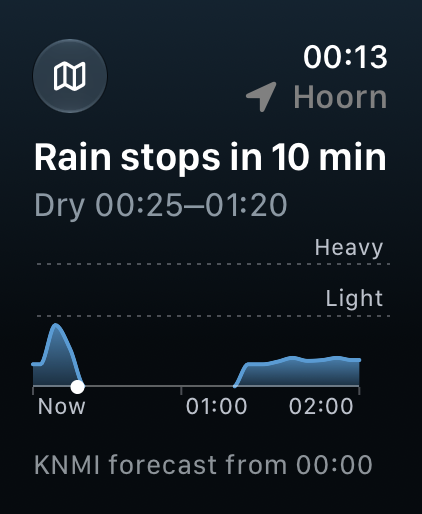 00:13
Hoorn
Rain stops in 10 min
Dry 00:25–01:20
Heavy
Light
Now 01:00 02:00
KNMI forecast from 00:00